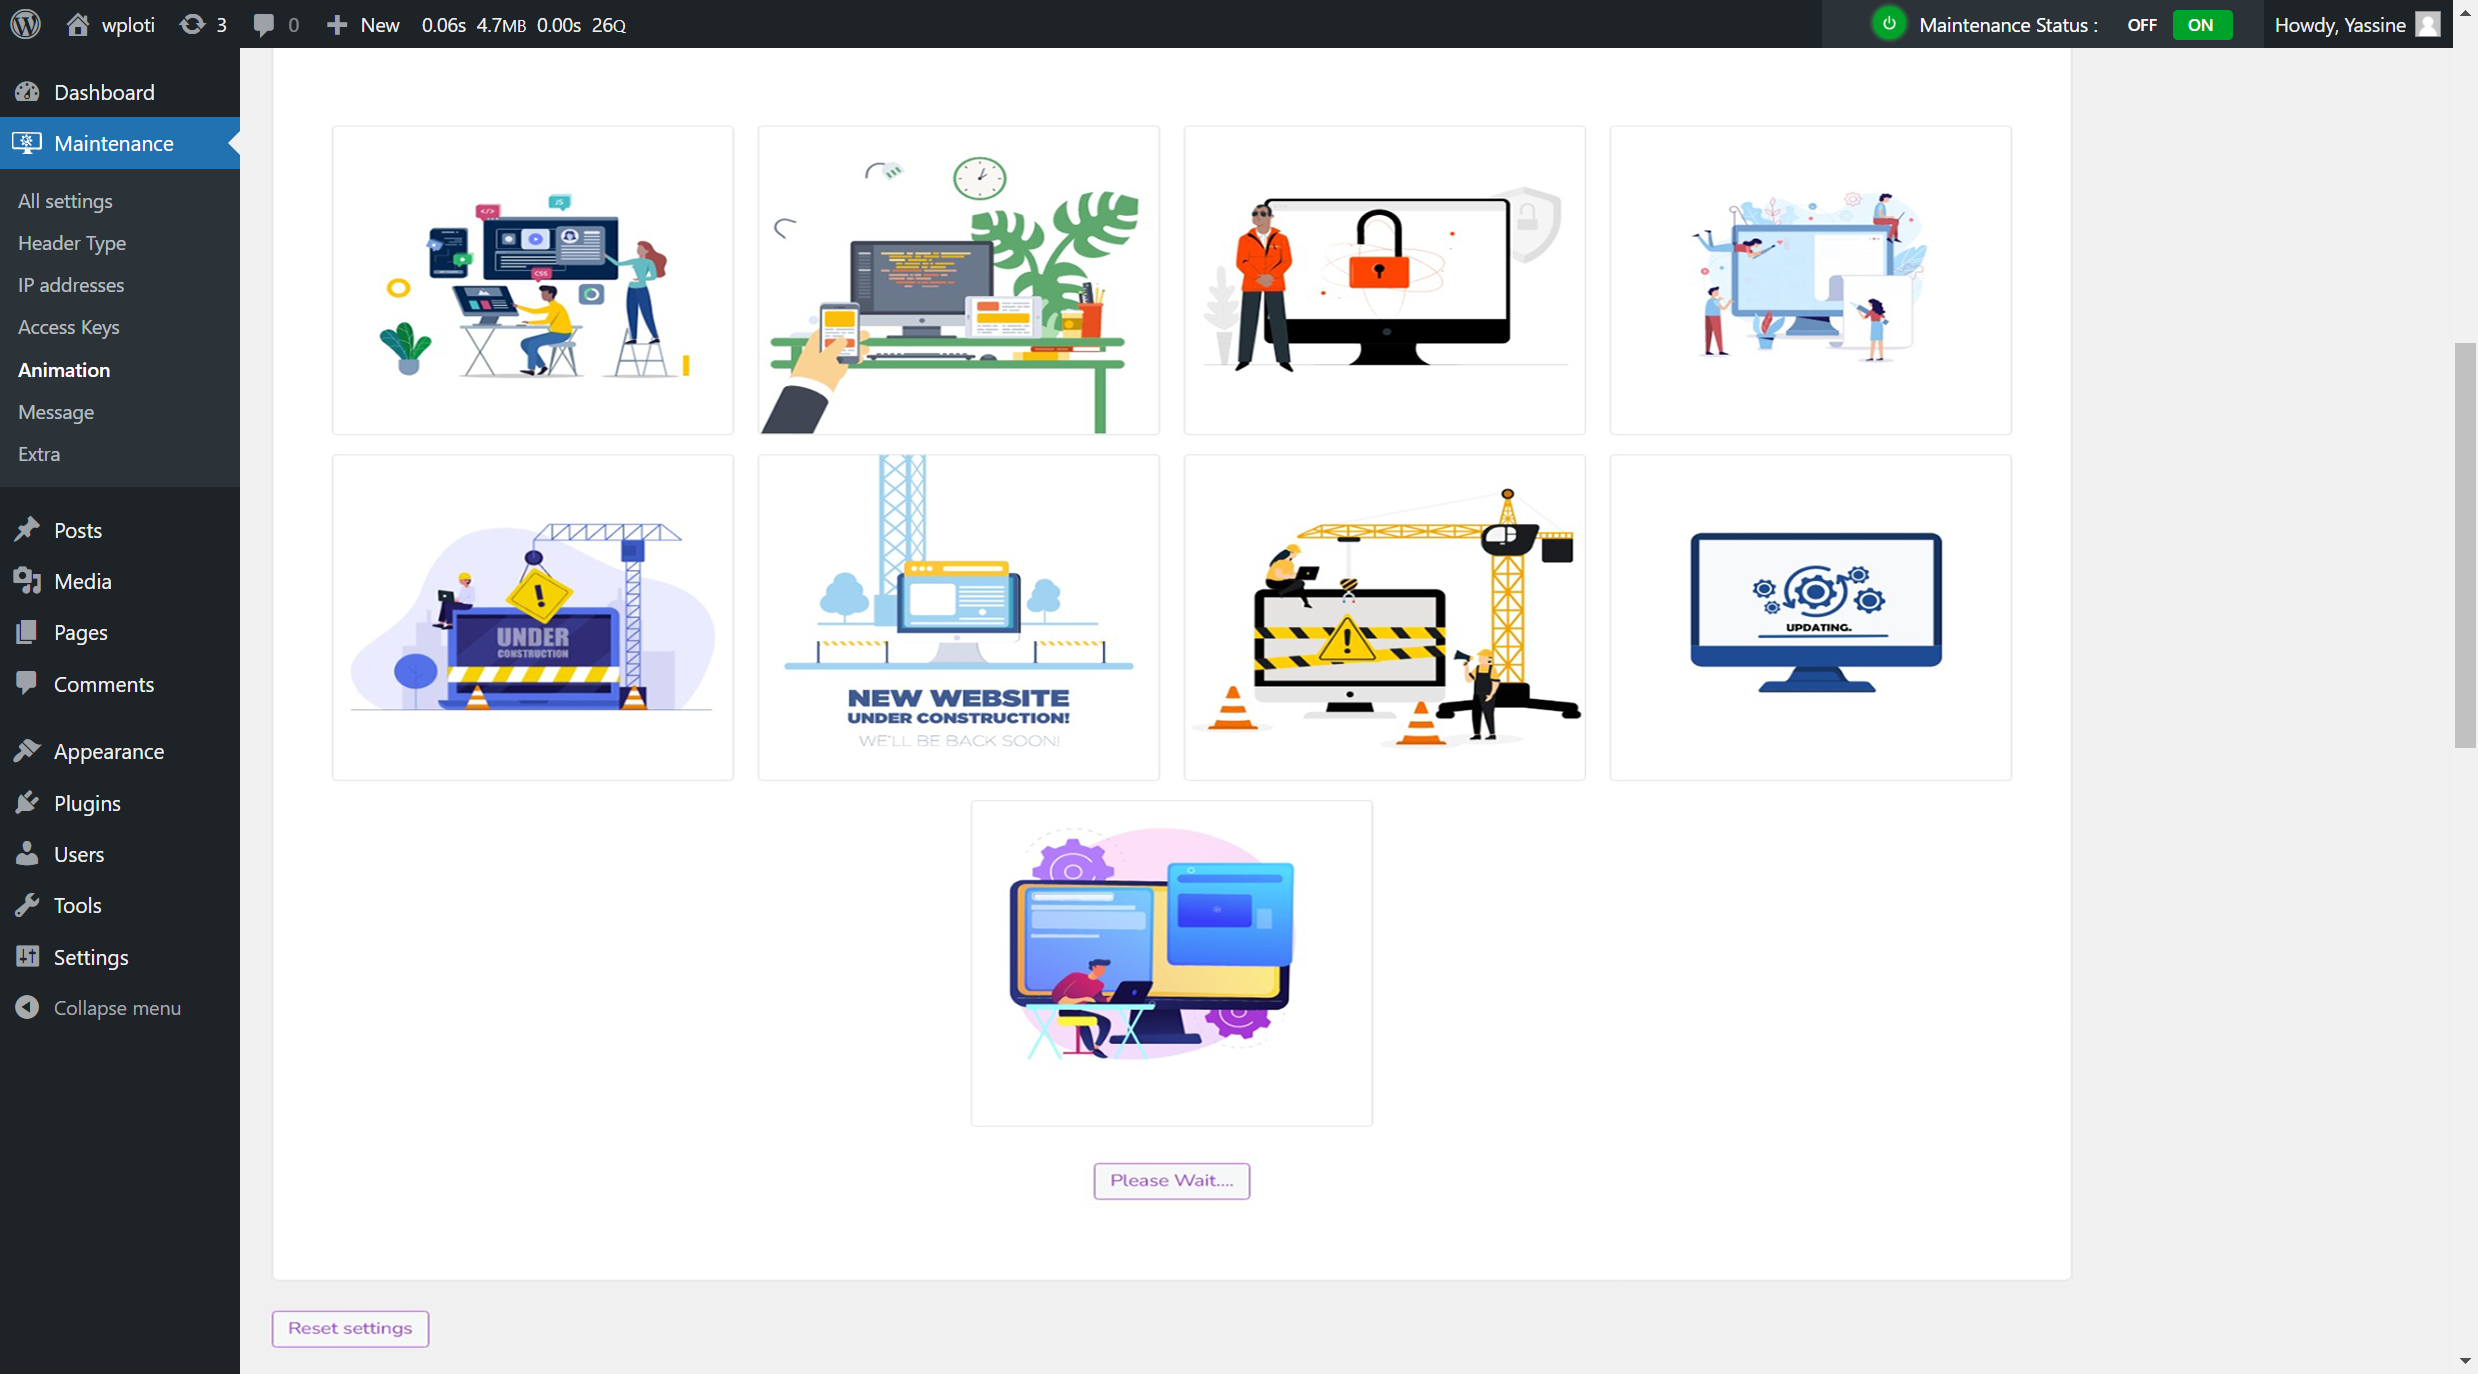 wploti 3 0 New 0.06s 4.7MB 0.00s 26Q Maintenance Status : OFF ON Howdy, Yassine
Dashboard
Maintenance
All settings
Header Type
IP addresses
Access Keys
Animation
Message
Extra
Posts
Media
Pages
Comments
Appearance
Plugins
Users
Tools
Settings
Collapse menu
</>
JS
CSS
UNDER
CONSTRUCTION
NEW WEBSITE
UNDER CONSTRUCTION!
WE'LL BE BACK SOON!
UPDATING.
Please Wait....
Reset settings